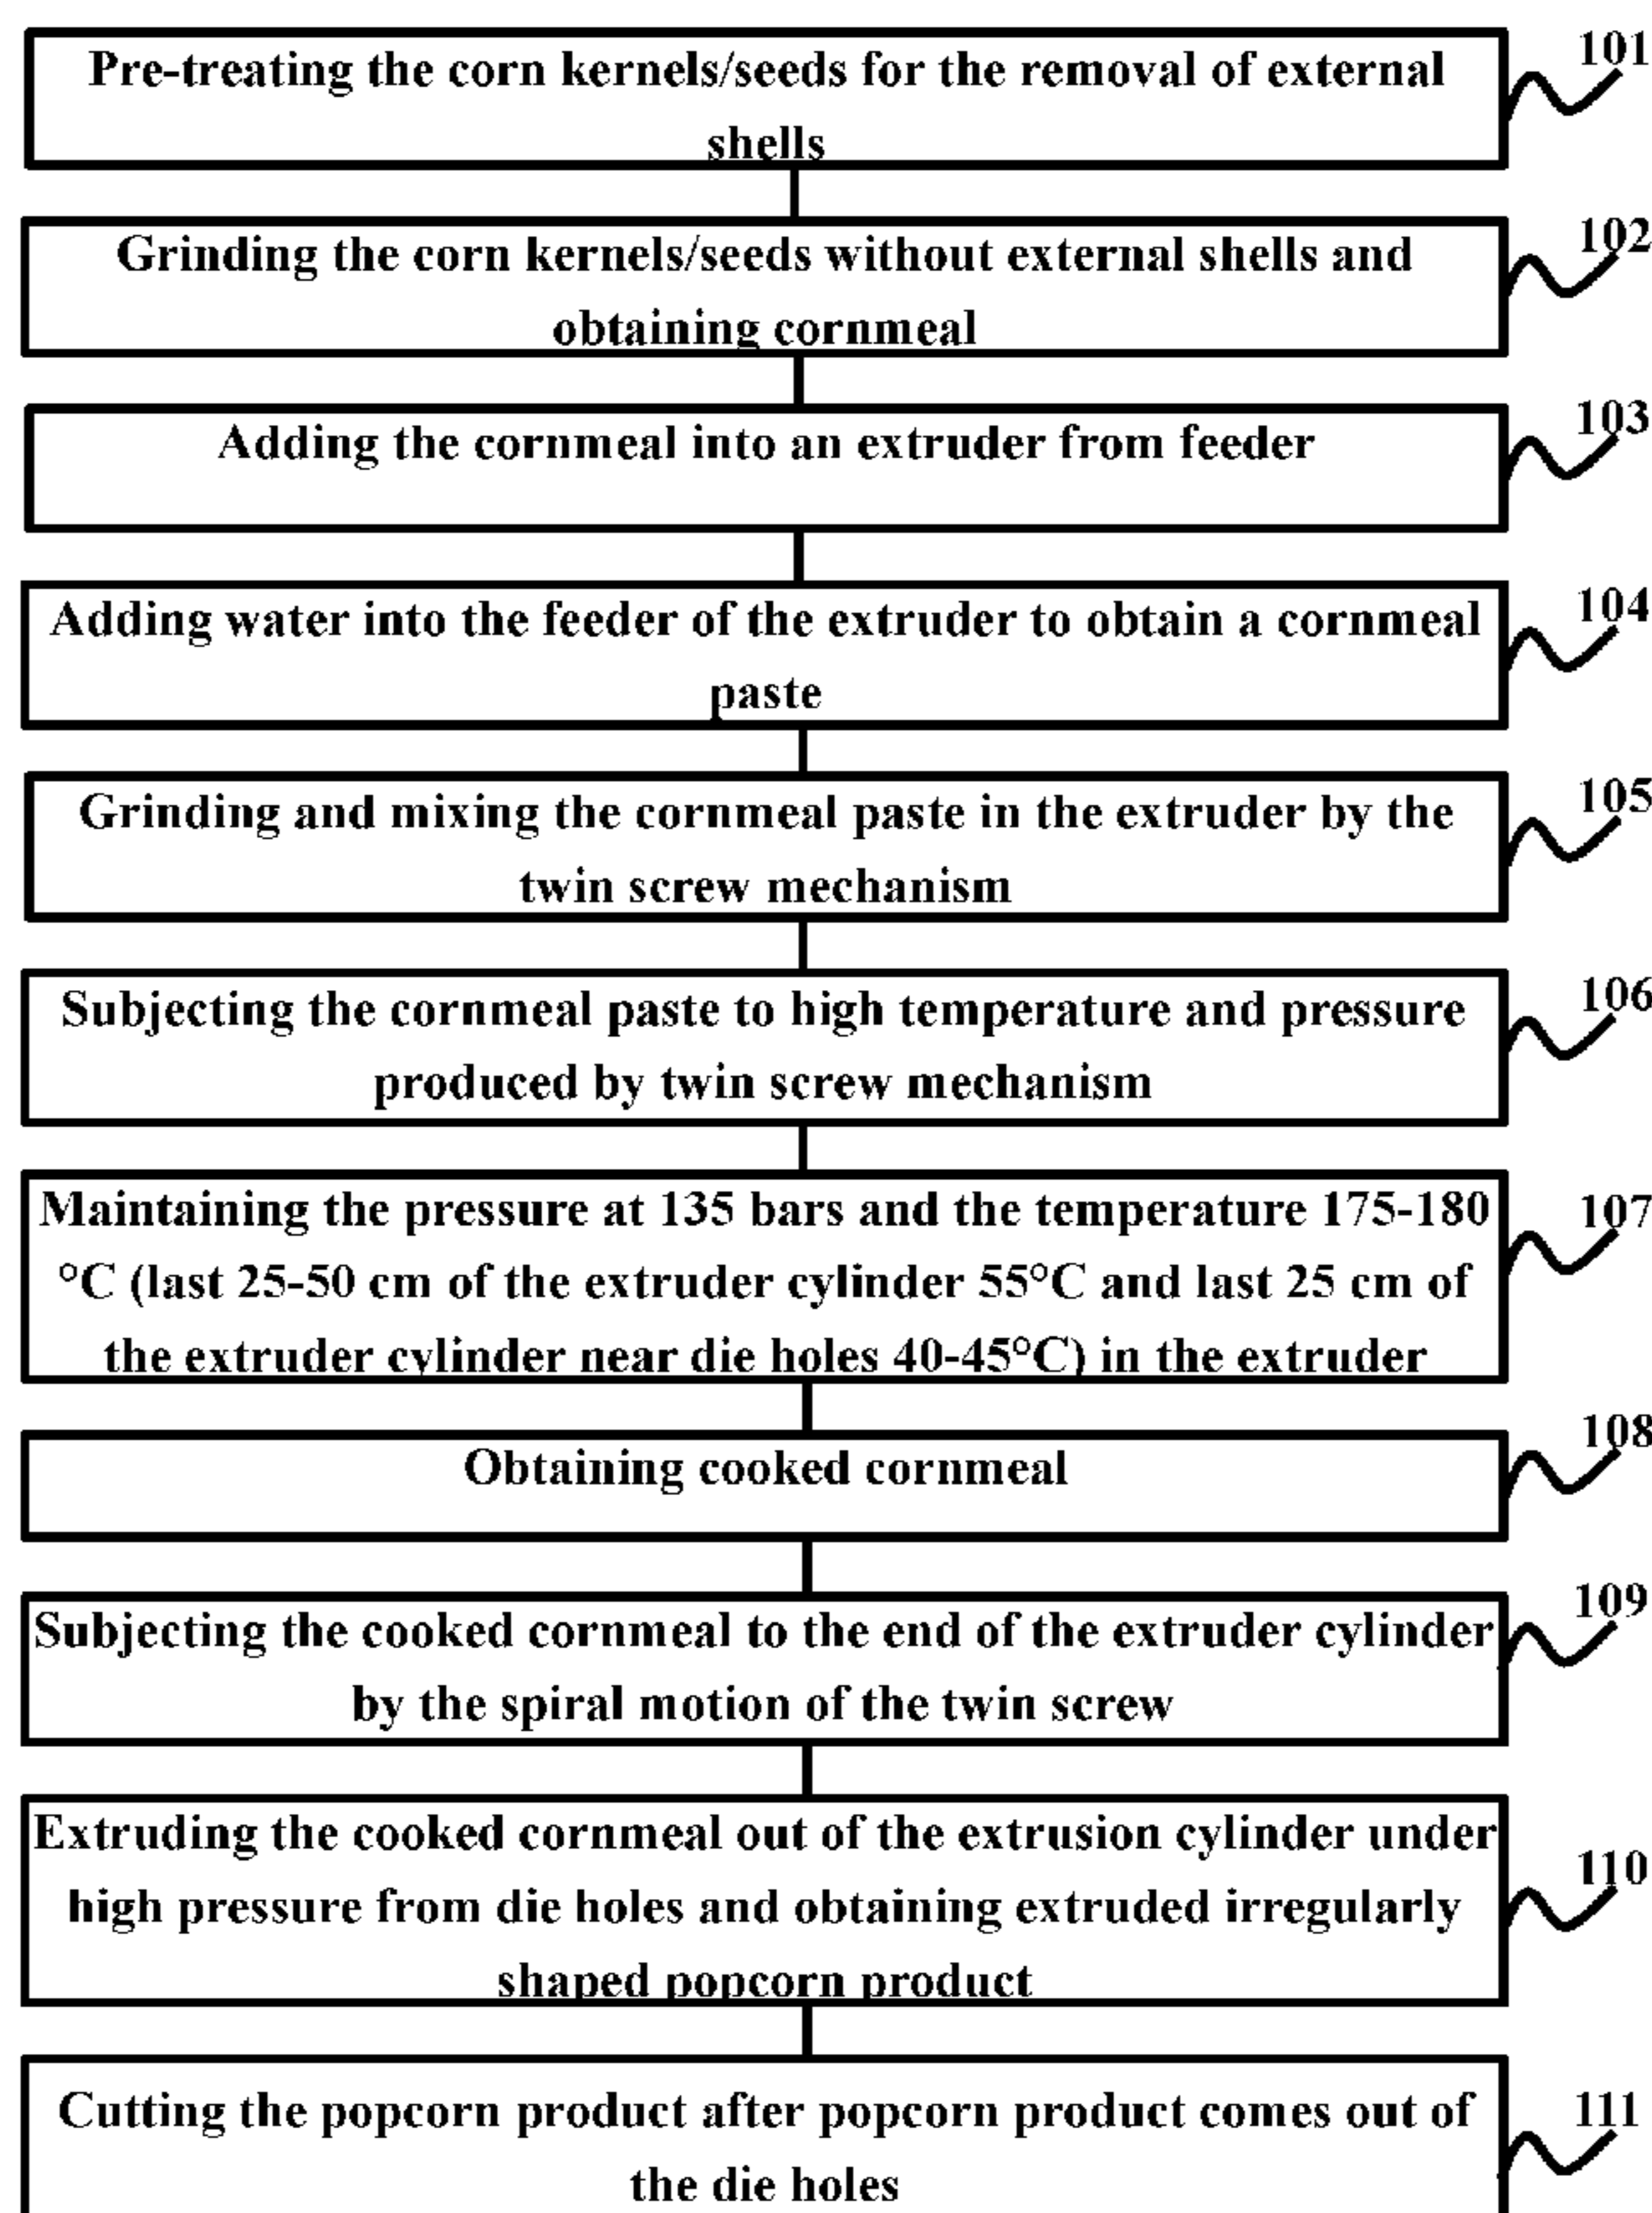 101
Pre-treating the corn kernels/seeds for the removal of external
shells
102
Grinding the corn kernels/seeds without external shells and
obtaining cornmeal
103
Adding the cornmeal into an extruder from feeder
104
Adding water into the feeder of the extruder to obtain a cornmeal
paste
105
Grinding and mixing the cornmeal paste in the extruder by the
twin screw mechanism
106
Subjecting the cornmeal paste to high temperature and pressure
produced by twin screw mechanism
107
Maintaining the pressure at 135 bars and the temperature 175-180
°C (last 25-50 cm of the extruder cylinder 55°C and last 25 cm of
the extruder cylinder near die holes 40-45°C) in the extruder
108
Obtaining cooked cornmeal
109
Subjecting the cooked cornmeal to the end of the extruder cylinder
by the spiral motion of the twin screw
110
Extruding the cooked cornmeal out of the extrusion cylinder under
high pressure from die holes and obtaining extruded irregularly
shaped popcorn product
111
Cutting the popcorn product after popcorn product comes out of
the die holes